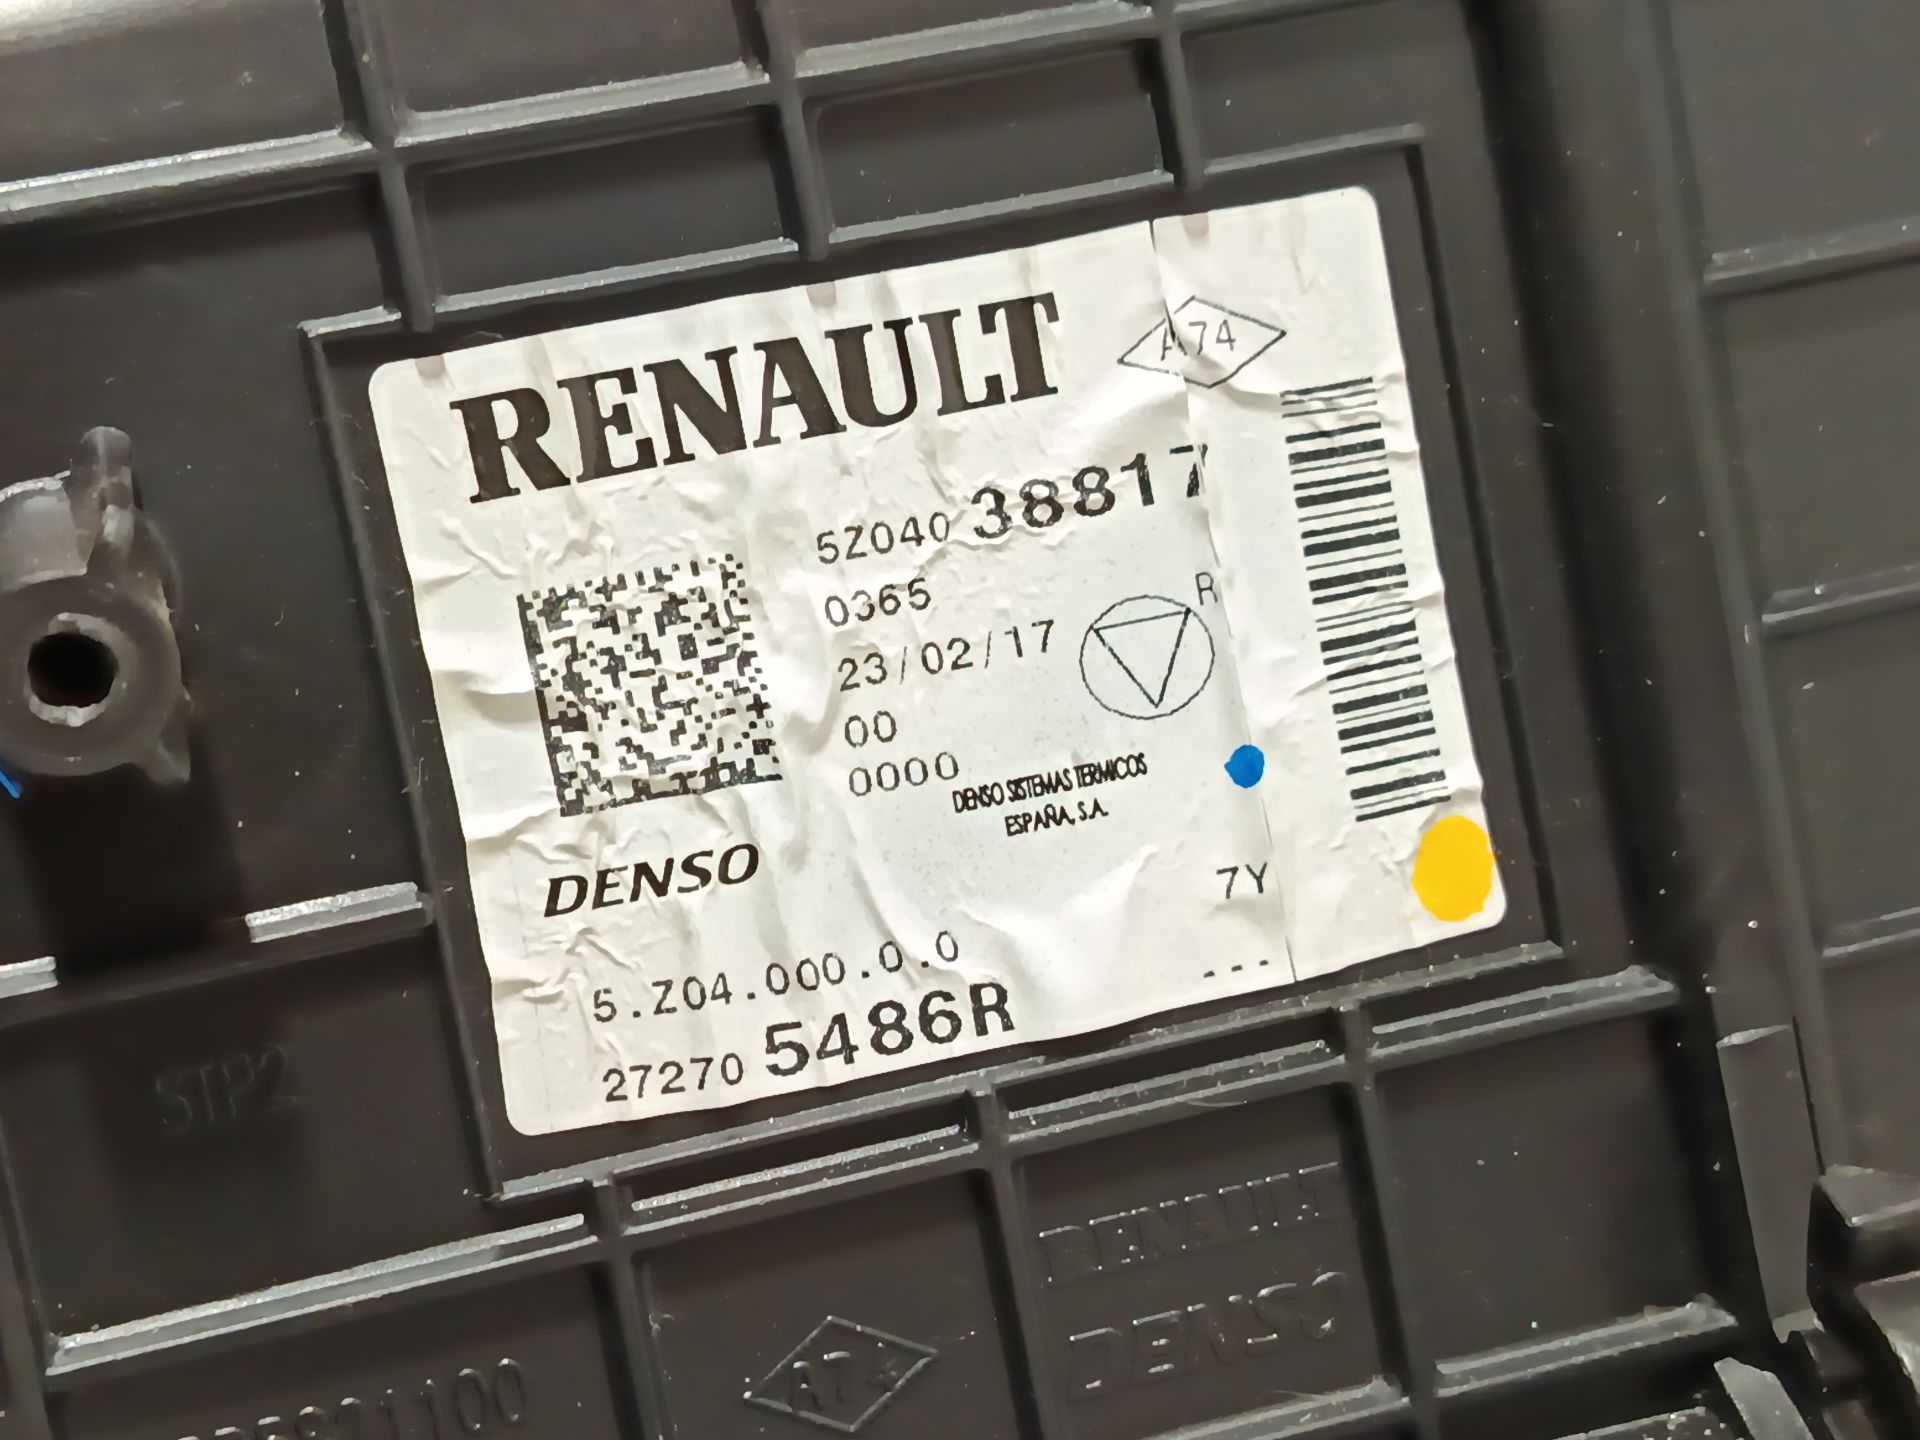 RENAULT
A74
5Z040 38817
0365
R
23/02/17
00
0000
DENSO SISTEMAS TERMICOS
ESPAÑA, S.A.
DENSO
7Y
5.Z04.000.0.0
---
27270 5486R
STP2
RENAULT
DENSO
A74